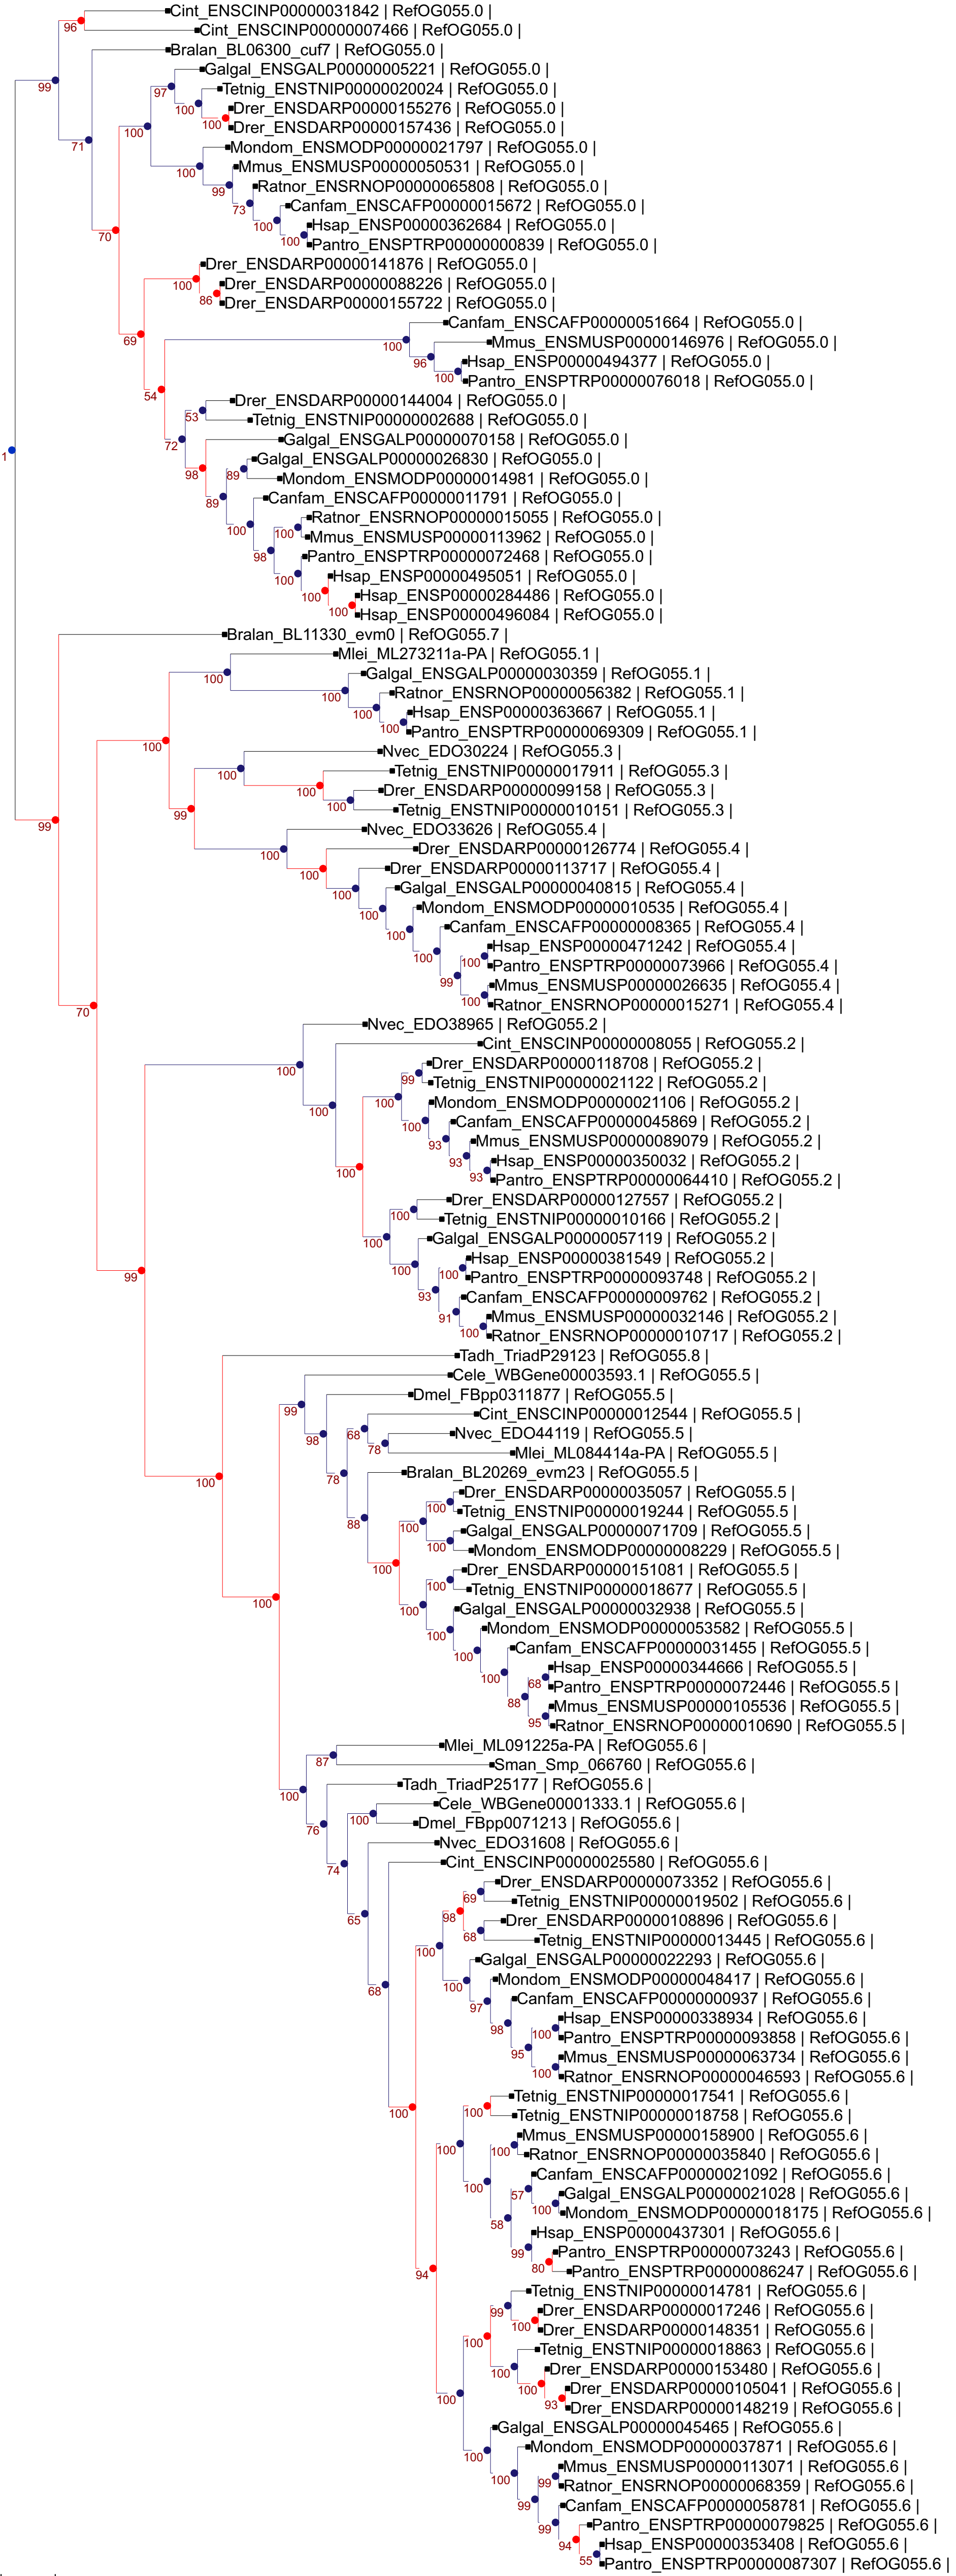 Cint_ENSCINP00000031842 | RefOG055.0 |
96
Cint_ENSCINP00000007466 | RefOG055.0 |
Bralan_BL06300_cuf7 | RefOG055.0 |
Galgal_ENSGALP00000005221 | RefOG055.0 |
99
Tetnig_ENSTNIP00000020024 | RefOG055.0 |
97
Drer_ENSDARP00000155276 | RefOG055.0 |
100
Drer_ENSDARP00000157436 | RefOG055.0 |
100
100
71
Mondom_ENSMODP00000021797 | RefOG055.0 |
Mmus_ENSMUSP00000050531 | RefOG055.0 |
100
Ratnor_ENSRNOP00000065808 | RefOG055.0 |
99
Canfam_ENSCAFP00000015672 | RefOG055.0 |
73
Hsap_ENSP00000362684 | RefOG055.0 |
100
70
Pantro_ENSPTRP00000000839 | RefOG055.0 |
100
Drer_ENSDARP00000141876 | RefOG055.0 |
Drer_ENSDARP00000088226 | RefOG055.0 |
100
Drer_ENSDARP00000155722 | RefOG055.0 |
86
Canfam_ENSCAFP00000051664 | RefOG055.0 |
69
Mmus_ENSMUSP00000146976 | RefOG055.0 |
100
Hsap_ENSP00000494377 | RefOG055.0 |
96
Pantro_ENSPTRP00000076018 | RefOG055.0 |
100
54
Drer_ENSDARP00000144004 | RefOG055.0 |
53
Tetnig_ENSTNIP00000002688 | RefOG055.0 |
72
Galgal_ENSGALP00000070158 | RefOG055.0 |
1
Galgal_ENSGALP00000026830 | RefOG055.0 |
98
89
Mondom_ENSMODP00000014981 | RefOG055.0 |
89
Canfam_ENSCAFP00000011791 | RefOG055.0 |
Ratnor_ENSRNOP00000015055 | RefOG055.0 |
100
100
Mmus_ENSMUSP00000113962 | RefOG055.0 |
98
Pantro_ENSPTRP00000072468 | RefOG055.0 |
100
Hsap_ENSP00000495051 | RefOG055.0 |
100
Hsap_ENSP00000284486 | RefOG055.0 |
100
Hsap_ENSP00000496084 | RefOG055.0 |
Bralan_BL11330_evm0 | RefOG055.7 |
Mlei_ML273211a-PA | RefOG055.1 |
Galgal_ENSGALP00000030359 | RefOG055.1 |
100
Ratnor_ENSRNOP00000056382 | RefOG055.1 |
100
Hsap_ENSP00000363667 | RefOG055.1 |
100
Pantro_ENSPTRP00000069309 | RefOG055.1 |
100
100
Nvec_EDO30224 | RefOG055.3 |
Tetnig_ENSTNIP00000017911 | RefOG055.3 |
100
Drer_ENSDARP00000099158 | RefOG055.3 |
100
Tetnig_ENSTNIP00000010151 | RefOG055.3 |
100
99
99
Nvec_EDO33626 | RefOG055.4 |
Drer_ENSDARP00000126774 | RefOG055.4 |
100
Drer_ENSDARP00000113717 | RefOG055.4 |
100
Galgal_ENSGALP00000040815 | RefOG055.4 |
100
Mondom_ENSMODP00000010535 | RefOG055.4 |
100
Canfam_ENSCAFP00000008365 | RefOG055.4 |
100
Hsap_ENSP00000471242 | RefOG055.4 |
100
100
Pantro_ENSPTRP00000073966 | RefOG055.4 |
99
Mmus_ENSMUSP00000026635 | RefOG055.4 |
100
Ratnor_ENSRNOP00000015271 | RefOG055.4 |
70
Nvec_EDO38965 | RefOG055.2 |
Cint_ENSCINP00000008055 | RefOG055.2 |
Drer_ENSDARP00000118708 | RefOG055.2 |
100
99
Tetnig_ENSTNIP00000021122 | RefOG055.2 |
100
Mondom_ENSMODP00000021106 | RefOG055.2 |
100
Canfam_ENSCAFP00000045869 | RefOG055.2 |
100
Mmus_ENSMUSP00000089079 | RefOG055.2 |
93
Hsap_ENSP00000350032 | RefOG055.2 |
93
100
Pantro_ENSPTRP00000064410 | RefOG055.2 |
93
Drer_ENSDARP00000127557 | RefOG055.2 |
100
Tetnig_ENSTNIP00000010166 | RefOG055.2 |
Galgal_ENSGALP00000057119 | RefOG055.2 |
100
Hsap_ENSP00000381549 | RefOG055.2 |
100
100
Pantro_ENSPTRP00000093748 | RefOG055.2 |
99
93
Canfam_ENSCAFP00000009762 | RefOG055.2 |
91
Mmus_ENSMUSP00000032146 | RefOG055.2 |
100
Ratnor_ENSRNOP00000010717 | RefOG055.2 |
Tadh_TriadP29123 | RefOG055.8 |
Cele_WBGene00003593.1 | RefOG055.5 |
Dmel_FBpp0311877 | RefOG055.5 |
99
Cint_ENSCINP00000012544 | RefOG055.5 |
68
Nvec_EDO44119 | RefOG055.5 |
98
78
Mlei_ML084414a-PA | RefOG055.5 |
78
Bralan_BL20269_evm23 | RefOG055.5 |
100
Drer_ENSDARP00000035057 | RefOG055.5 |
100
Tetnig_ENSTNIP00000019244 | RefOG055.5 |
88
100
Galgal_ENSGALP00000071709 | RefOG055.5 |
100
Mondom_ENSMODP00000008229 | RefOG055.5 |
100
Drer_ENSDARP00000151081 | RefOG055.5 |
100
Tetnig_ENSTNIP00000018677 | RefOG055.5 |
100
100
Galgal_ENSGALP00000032938 | RefOG055.5 |
Mondom_ENSMODP00000053582 | RefOG055.5 |
100
Canfam_ENSCAFP00000031455 | RefOG055.5 |
100
Hsap_ENSP00000344666 | RefOG055.5 |
100
68
Pantro_ENSPTRP00000072446 | RefOG055.5 |
88
Mmus_ENSMUSP00000105536 | RefOG055.5 |
95
Ratnor_ENSRNOP00000010690 | RefOG055.5 |
Mlei_ML091225a-PA | RefOG055.6 |
87
Sman_Smp_066760 | RefOG055.6 |
Tadh_TriadP25177 | RefOG055.6 |
100
Cele_WBGene00001333.1 | RefOG055.6 |
100
Dmel_FBpp0071213 | RefOG055.6 |
76
Nvec_EDO31608 | RefOG055.6 |
Cint_ENSCINP00000025580 | RefOG055.6 |
74
Drer_ENSDARP00000073352 | RefOG055.6 |
69
Tetnig_ENSTNIP00000019502 | RefOG055.6 |
65
98
Drer_ENSDARP00000108896 | RefOG055.6 |
68
Tetnig_ENSTNIP00000013445 | RefOG055.6 |
100
Galgal_ENSGALP00000022293 | RefOG055.6 |
Mondom_ENSMODP00000048417 | RefOG055.6 |
68
100
Canfam_ENSCAFP00000000937 | RefOG055.6 |
97
Hsap_ENSP00000338934 | RefOG055.6 |
98
100
Pantro_ENSPTRP00000093858 | RefOG055.6 |
95
Mmus_ENSMUSP00000063734 | RefOG055.6 |
100
Ratnor_ENSRNOP00000046593 | RefOG055.6 |
Tetnig_ENSTNIP00000017541 | RefOG055.6 |
100
100
Tetnig_ENSTNIP00000018758 | RefOG055.6 |
Mmus_ENSMUSP00000158900 | RefOG055.6 |
100
100
Ratnor_ENSRNOP00000035840 | RefOG055.6 |
Canfam_ENSCAFP00000021092 | RefOG055.6 |
100
57
Galgal_ENSGALP00000021028 | RefOG055.6 |
100
Mondom_ENSMODP00000018175 | RefOG055.6 |
58
Hsap_ENSP00000437301 | RefOG055.6 |
99
Pantro_ENSPTRP00000073243 | RefOG055.6 |
94
80
Pantro_ENSPTRP00000086247 | RefOG055.6 |
Tetnig_ENSTNIP00000014781 | RefOG055.6 |
99
Drer_ENSDARP00000017246 | RefOG055.6 |
100
Drer_ENSDARP00000148351 | RefOG055.6 |
100
Tetnig_ENSTNIP00000018863 | RefOG055.6 |
100
Drer_ENSDARP00000153480 | RefOG055.6 |
100
Drer_ENSDARP00000105041 | RefOG055.6 |
100
93
Drer_ENSDARP00000148219 | RefOG055.6 |
Galgal_ENSGALP00000045465 | RefOG055.6 |
Mondom_ENSMODP00000037871 | RefOG055.6 |
100
Mmus_ENSMUSP00000113071 | RefOG055.6 |
100
99
Ratnor_ENSRNOP00000068359 | RefOG055.6 |
99
Canfam_ENSCAFP00000058781 | RefOG055.6 |
99
Pantro_ENSPTRP00000079825 | RefOG055.6 |
94
Hsap_ENSP00000353408 | RefOG055.6 |
55
Pantro_ENSPTRP00000087307 | RefOG055.6 |